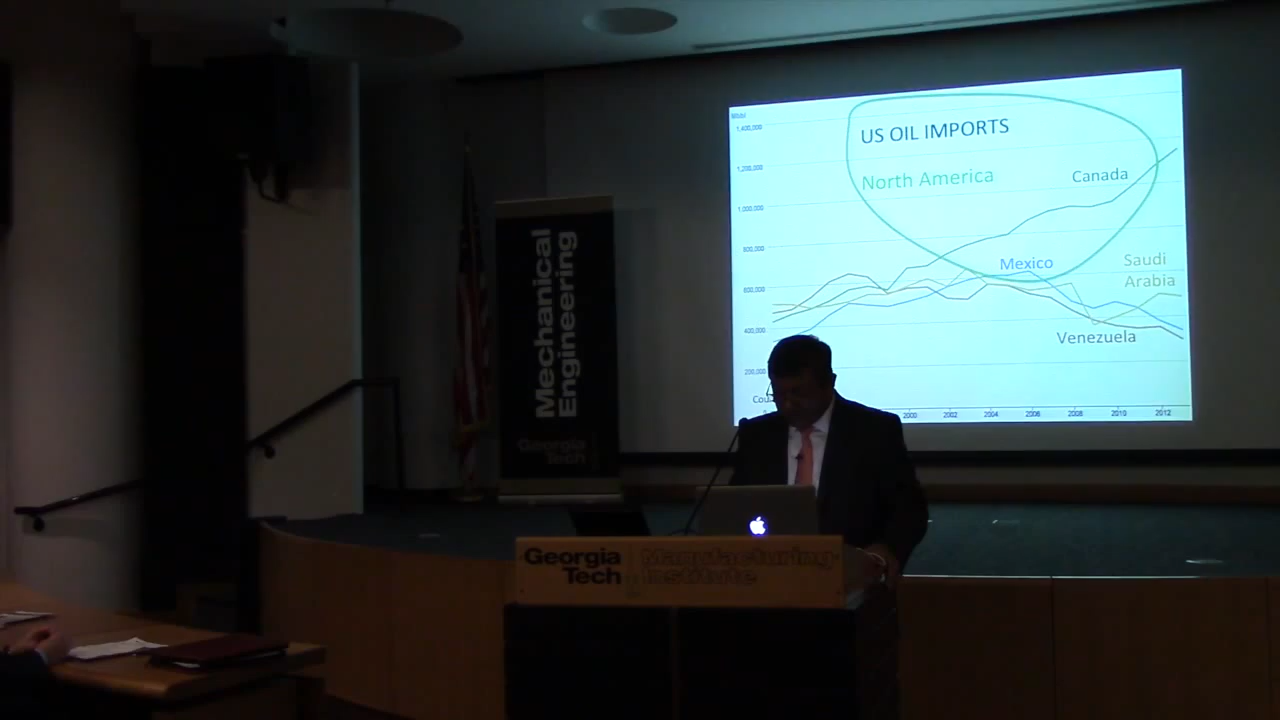 1,400,000
US OIL IMPORTS
1,200,000
North America
Canada
1,000,000
800,000
Mexico
Saudi
Arabia
600,000
400,000
Venezuela
200,000
2000 2002 2004 2006 2008 2010 2012
Mechanical
Engineering
Georgia
Tech
Georgia
Tech
Manufacturing
Institute